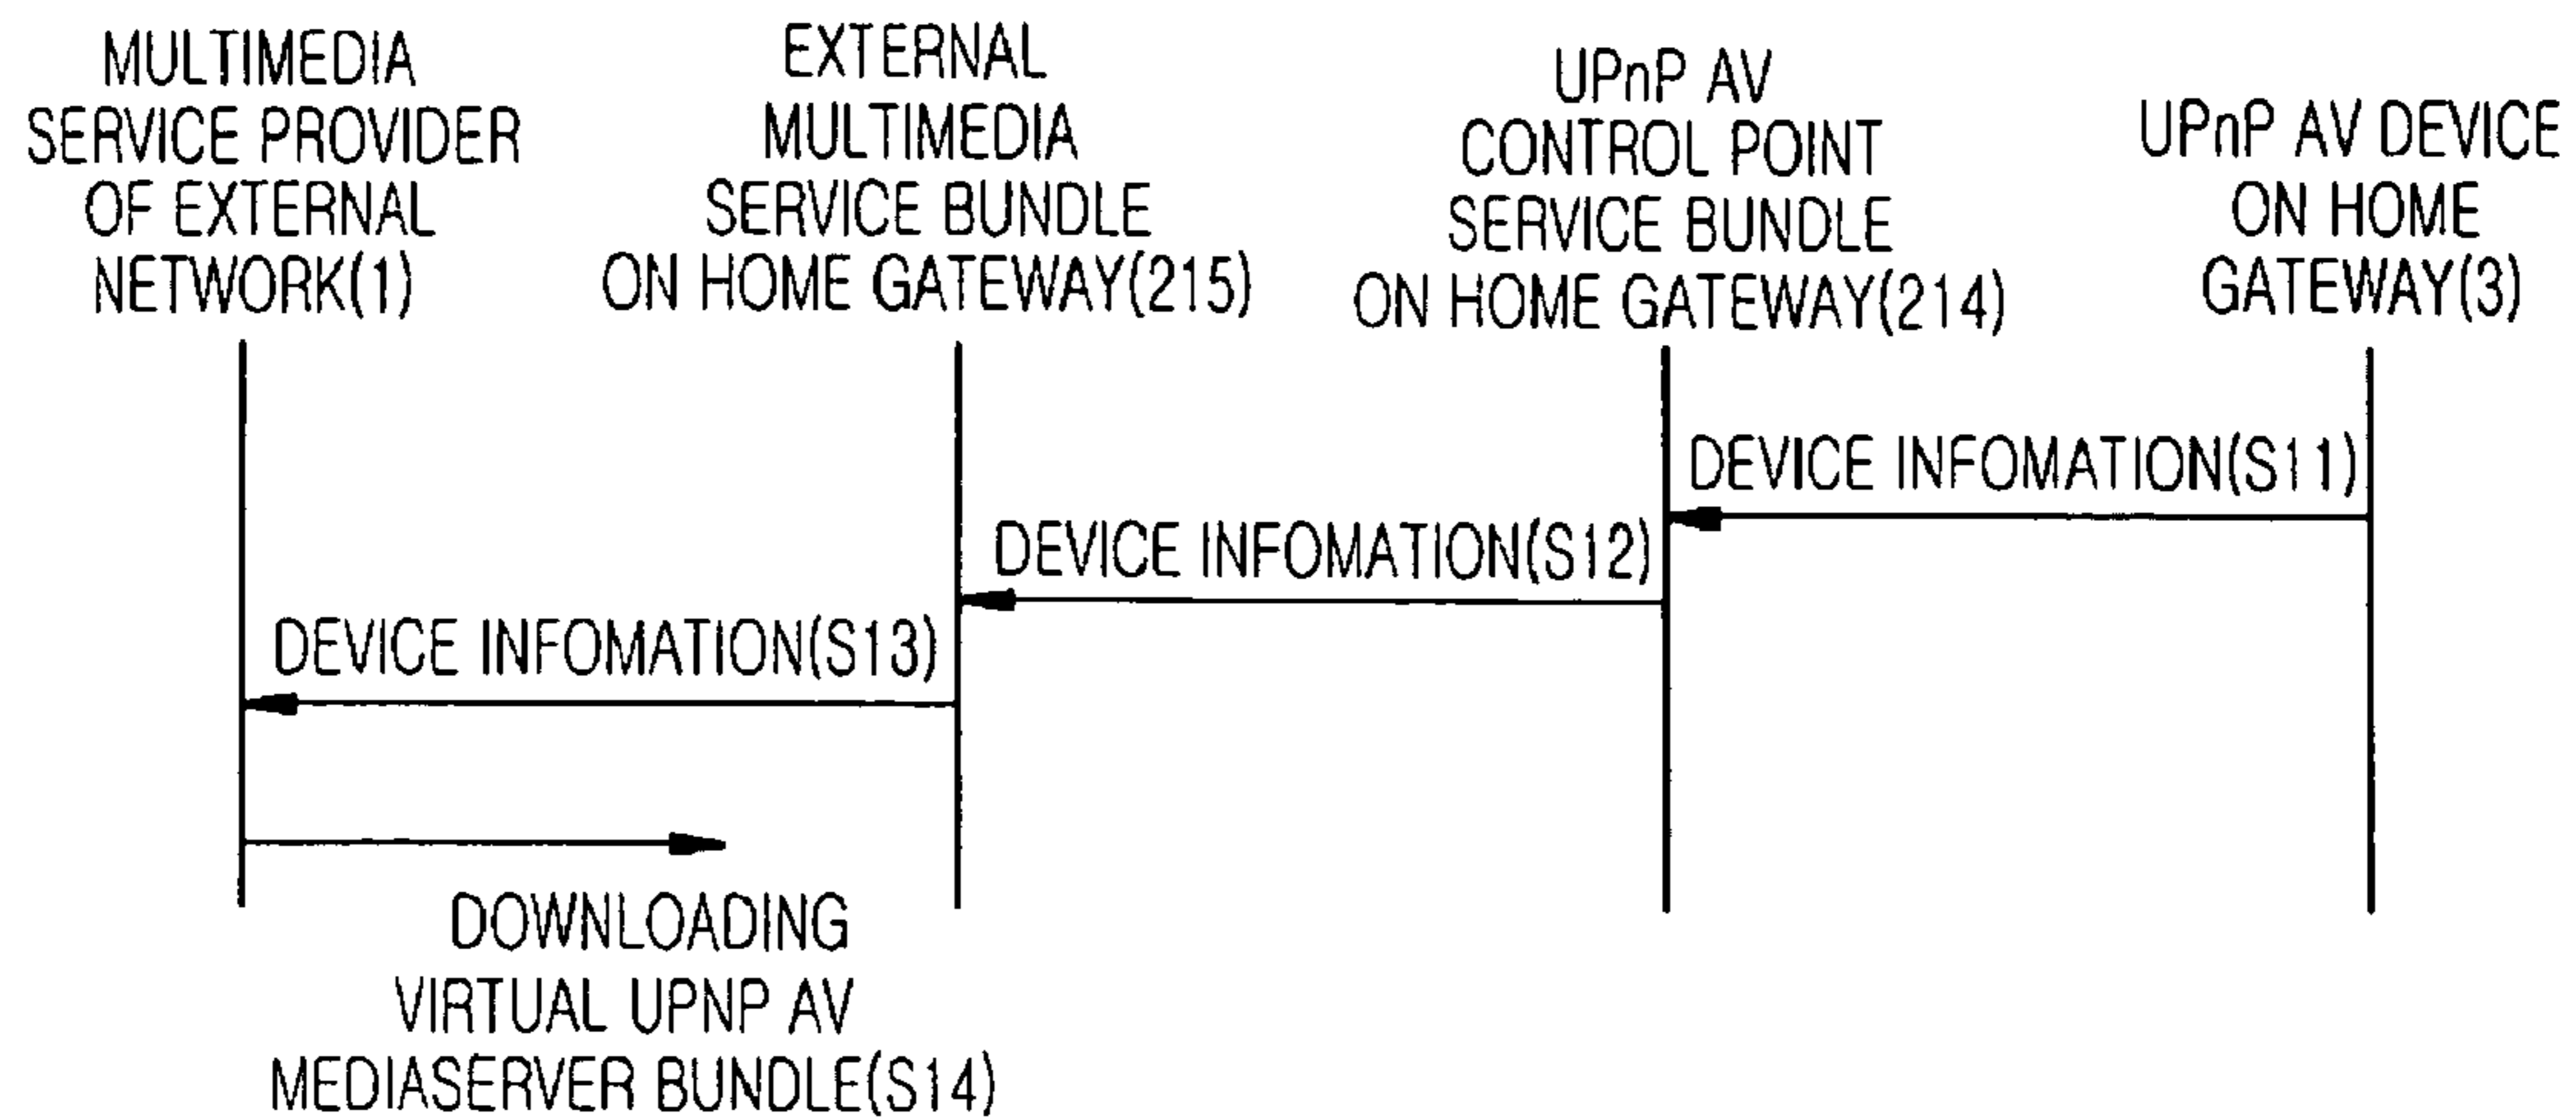 MULTIMEDIA
SERVICE PROVIDER
OF EXTERNAL
NETWORK(1)
EXTERNAL
MULTIMEDIA
SERVICE BUNDLE
ON HOME GATEWAY(215)
UPnP AV
CONTROL POINT
SERVICE BUNDLE
ON HOME GATEWAY(214)
UPnP AV DEVICE
ON HOME
GATEWAY(3)
DEVICE INFOMATION(S11)
DEVICE INFOMATION(S12)
DEVICE INFOMATION(S13)
DOWNLOADING
VIRTUAL UPNP AV
MEDIASERVER BUNDLE(S14)